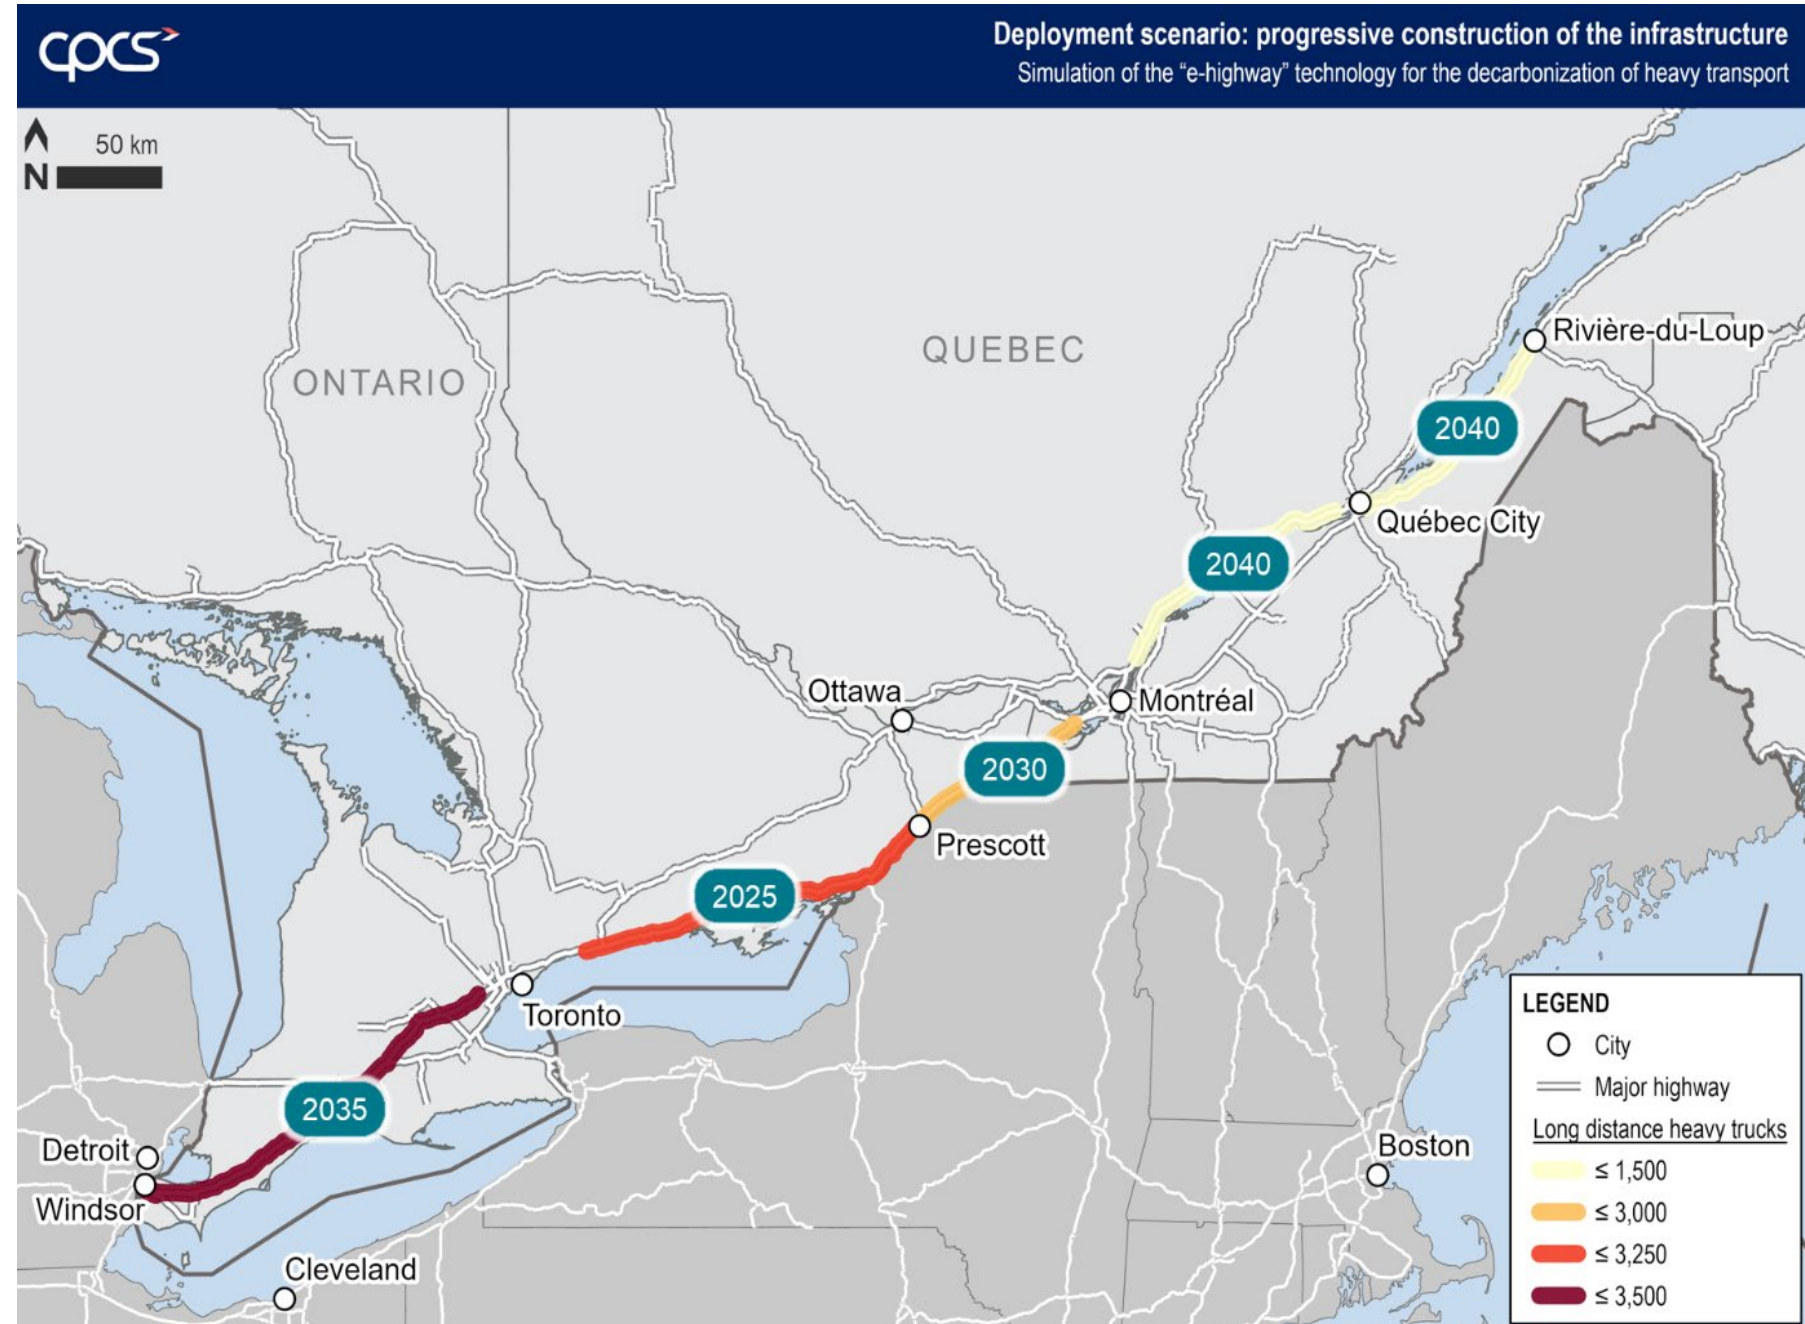 cpcs
Deployment scenario: progressive construction of the infrastructure
Simulation of the “e-highway” technology for the decarbonization of heavy transport
50 km
N
QUEBEC
ONTARIO
Rivière-du-Loup
2040
Québec City
2040
Ottawa
Montréal
2030
Prescott
2025
Toronto
2035
Detroit
Windsor
Cleveland
Boston
LEGEND
City
Major highway
Long distance heavy trucks
≤ 1,500
≤ 3,000
≤ 3,250
≤ 3,500